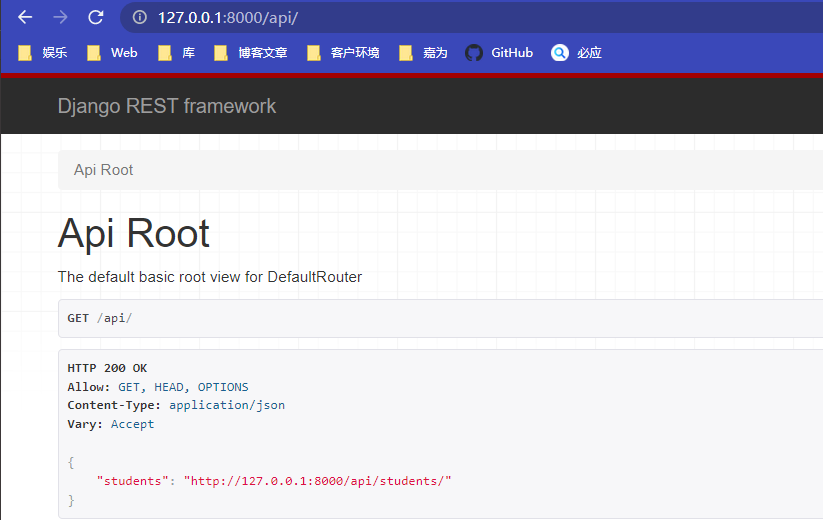 127.0.0.1:8000/api/
娱乐 Web 库 博客文章 客户环境 嘉为 GitHub 必应
Django REST framework
Api Root
Api Root
The default basic root view for DefaultRouter
GET /api/
HTTP 200 OK
Allow: GET, HEAD, OPTIONS
Content-Type: application/json
Vary: Accept
{
"students": "http://127.0.0.1:8000/api/students/"
}